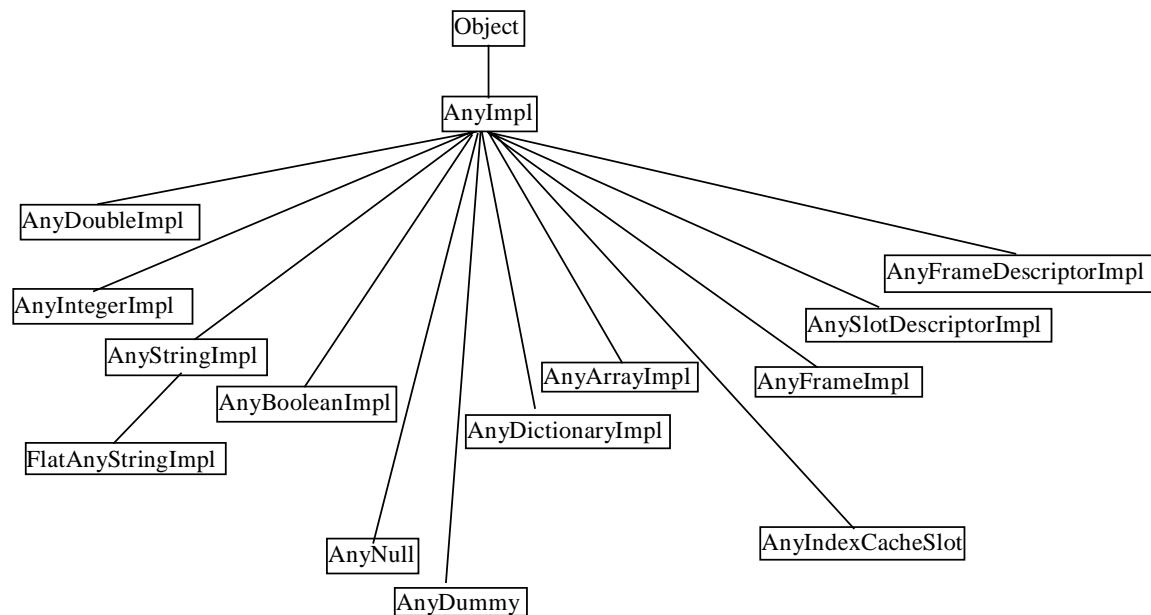 Object
AnyImpl
AnyDoubleImpl
AnyFrameDescriptorImpl
AnyIntegerImpl
AnySlotDescriptorImpl
AnyStringImpl
AnyArrayImpl
AnyFrameImpl
AnyBooleanImpl
AnyDictionaryImpl
FlatAnyStringImpl
AnyIndexCacheSlot
AnyNull
AnyDummy